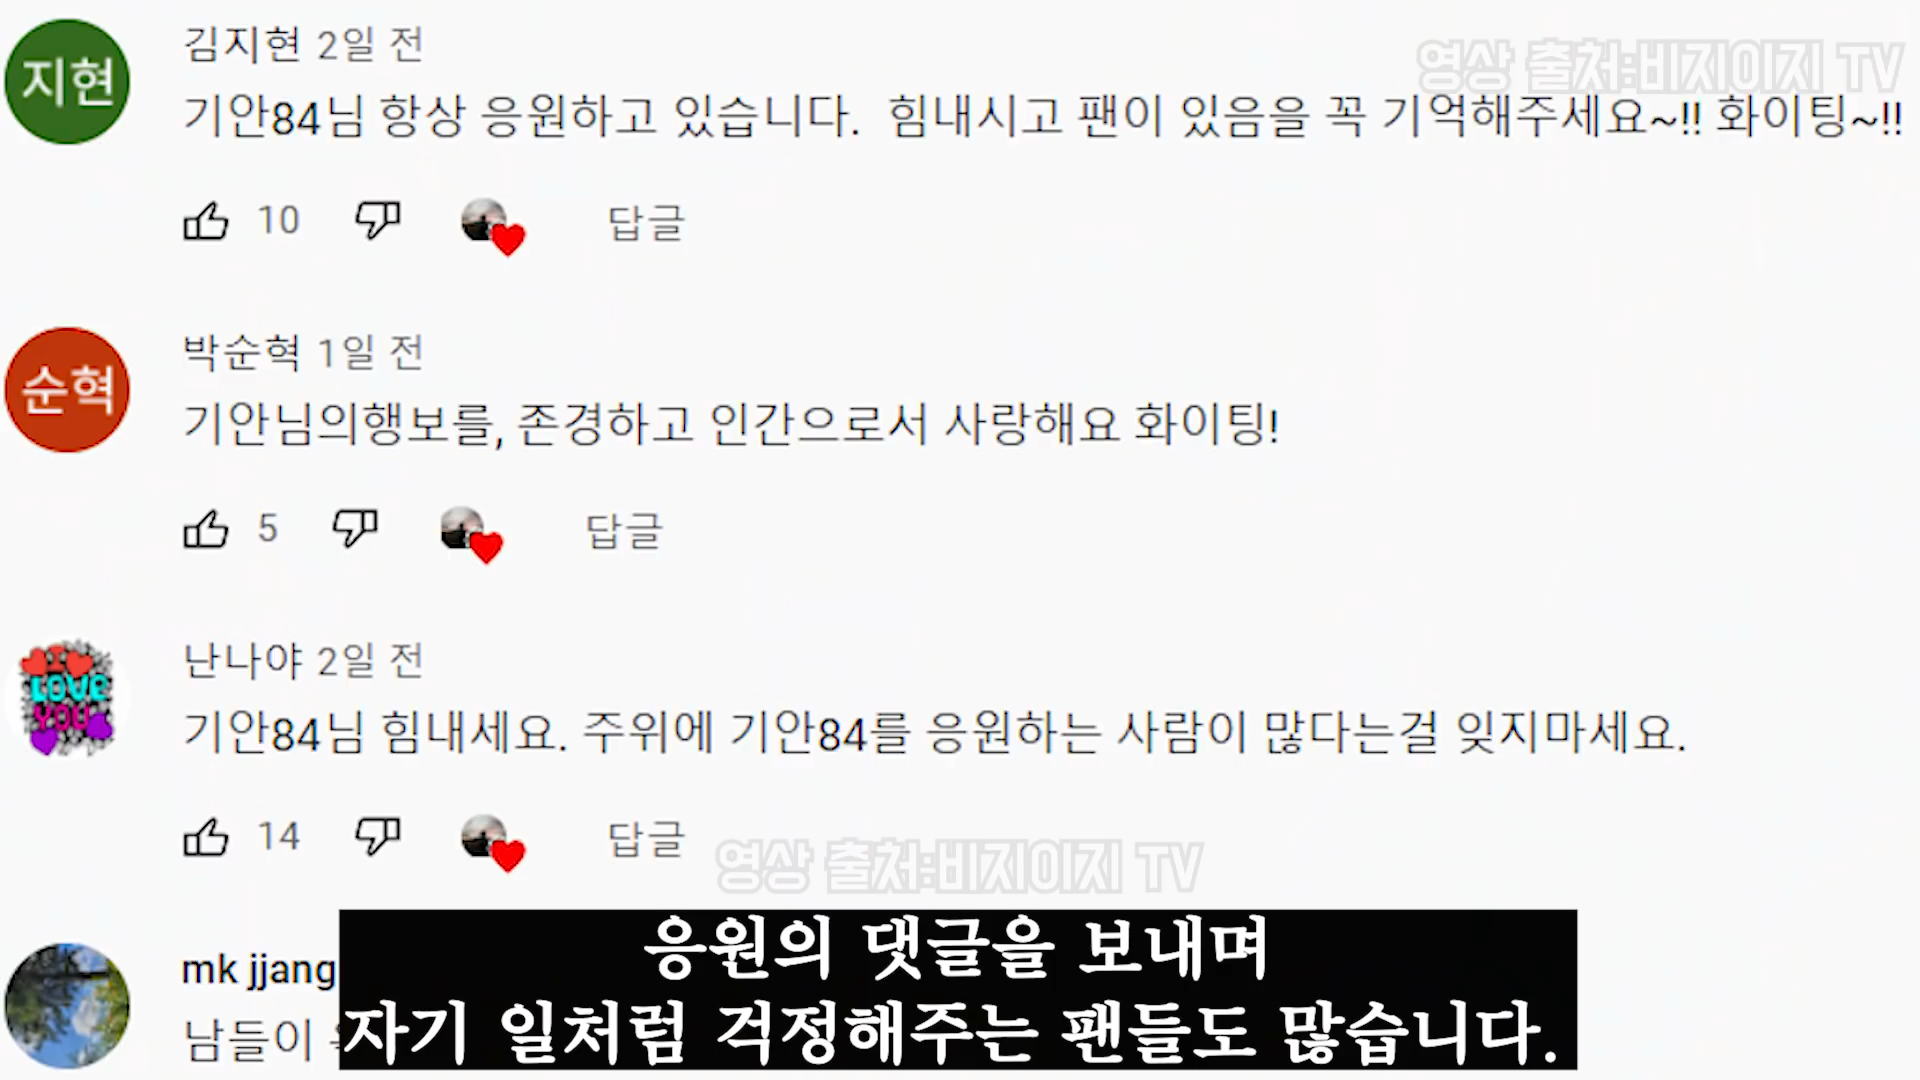 영상 출처:비지이지 TV
지현
김지현 2일 전
기안84님 항상 응원하고 있습니다. 힘내시고 팬이 있음을 꼭 기억해주세요~!! 화이팅~!!
10 답글
순혁
박순혁 1일 전
기안님의행보를, 존경하고 인간으로서 사랑해요 화이팅!
5 답글
I
LOVE
YOU
난나야 2일 전
기안84님 힘내세요. 주위에 기안84를 응원하는 사람이 많다는걸 잊지마세요.
14 답글
영상 출처:비지이지 TV
mk jjang
남들이
응원의 댓글을 보내며
자기 일처럼 걱정해주는 팬들도 많습니다.